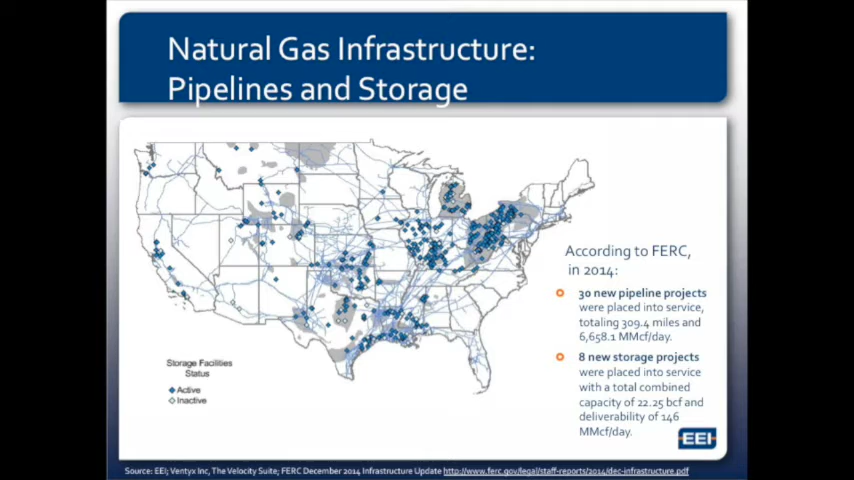 Natural Gas Infrastructure:
Pipelines and Storage
According to FERC,
in 2014:
30 new pipeline projects
were placed into service,
totaling 309.4 miles and
6,658.1 MMcf/day.
8 new storage projects
were placed into service
with a total combined
capacity of 22.25 bcf and
deliverability of 146
MMcf/day.
Storage Facilities
Status
Active
Inactive
EEI
Source: EEI; Ventyx Inc, The Velocity Suite; FERC December 2014 Infrastructure Update http://www.ferc.gov/legal/staff-reports/2014/dec-infrastructure.pdf